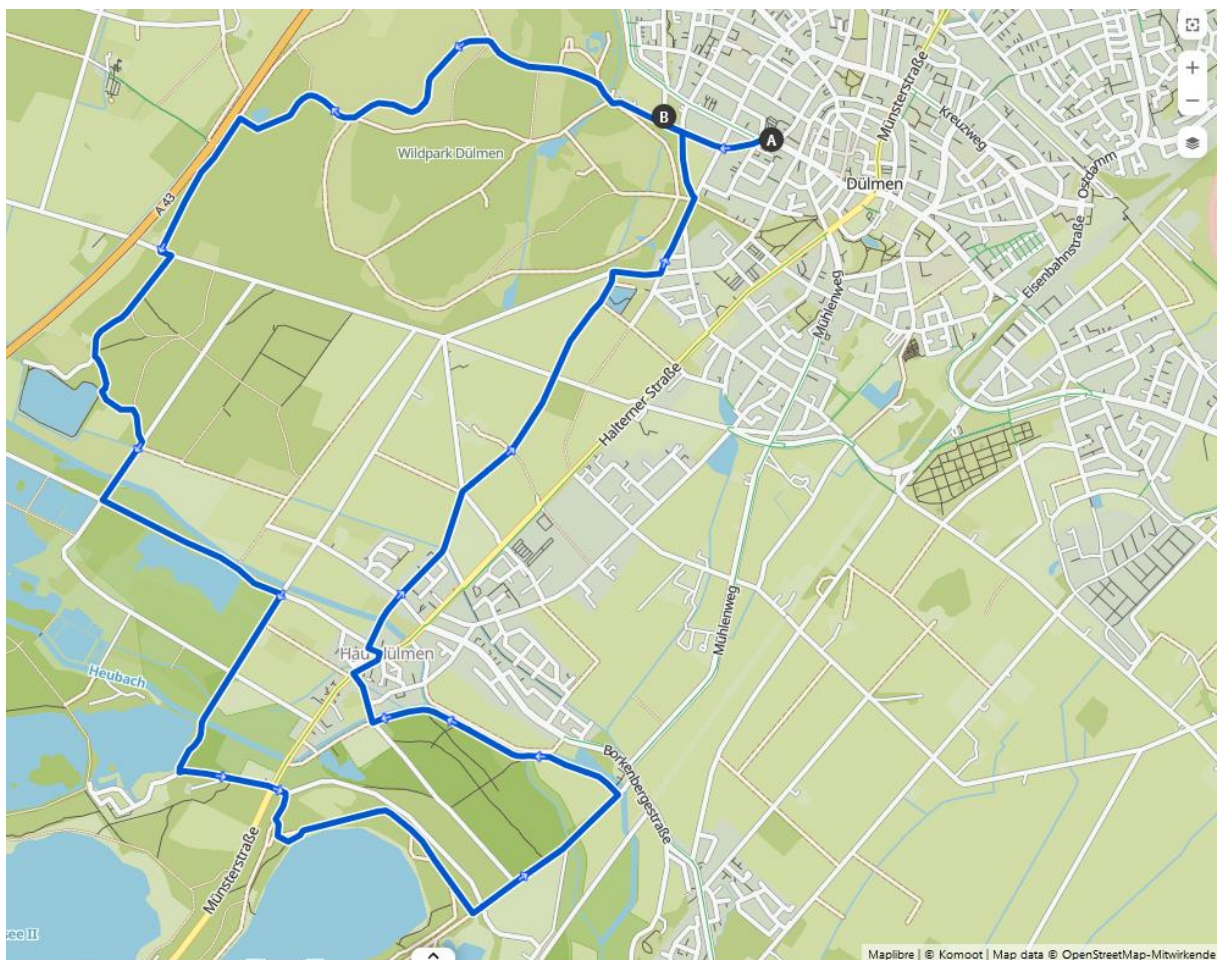 B
A
Münsterstraße
Kreuzweg
Ostdamm
Wildpark Dülmen
Dülmen
A 43
Eisenbahnstraße
Mühlenweg
Halterner Straße
Mühlenweg
Heubach
Borkenbergestraße
Münsterstraße
see II
Maplibre | © Komoot | Map data © OpenStreetMap-Mitwirkende